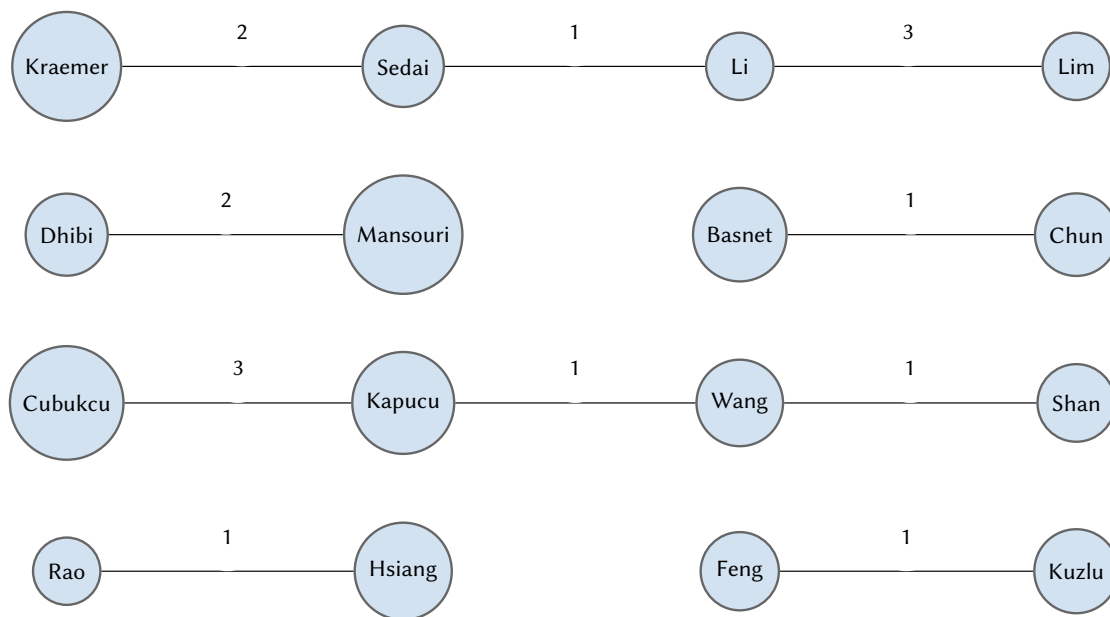 2 1 3
Kraemer Sedai Li Lim
2 1
Dhibi Mansouri Basnet Chun
3 1 1
Cubukcu Kapucu Wang Shan
1 1
Rao Hsiang Feng Kuzlu